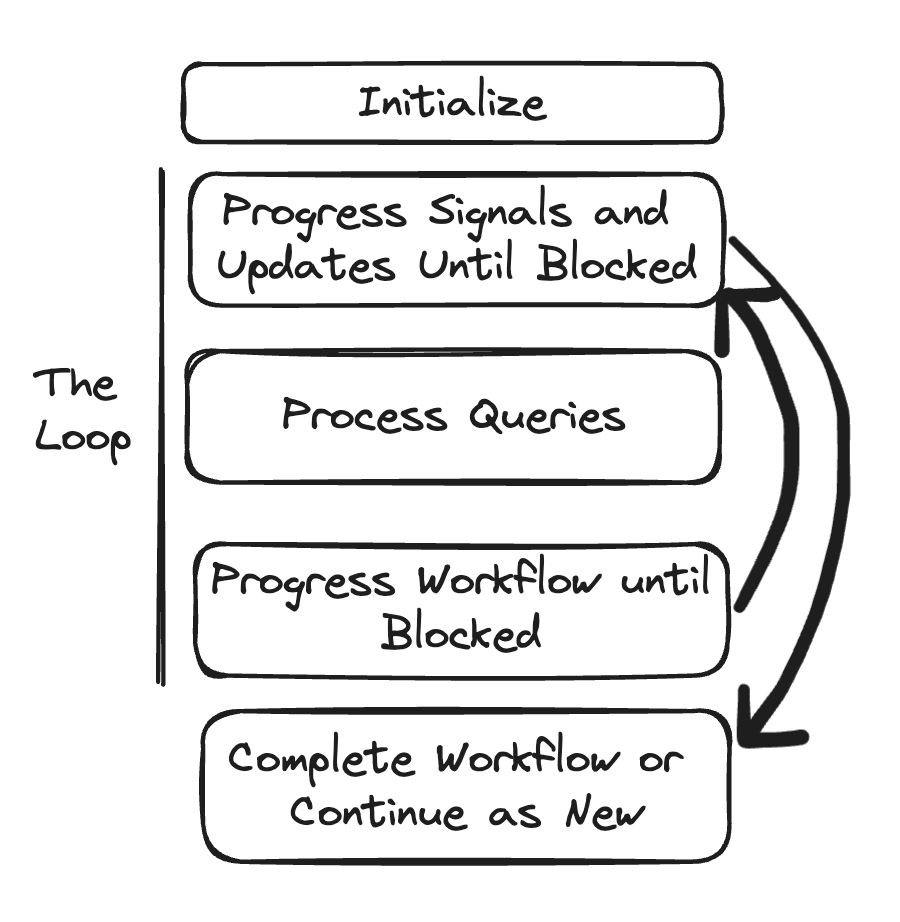 Initialize
Progress Signals and
Updates Until Blocked
The
Loop
Process Queries
Progress Workflow until
Blocked
Complete Workflow or
Continue as New